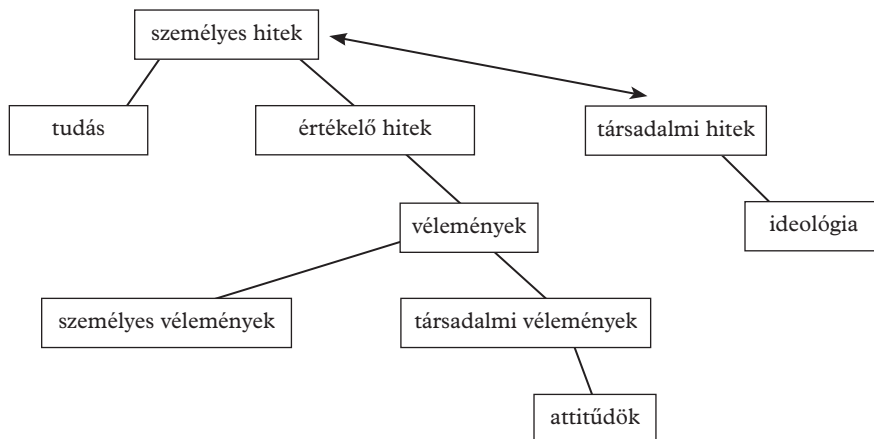 személyes hitek
tudás
értékelő hitek
társadalmi hitek
vélemények
ideológia
személyes vélemények
társadalmi vélemények
attitűdök